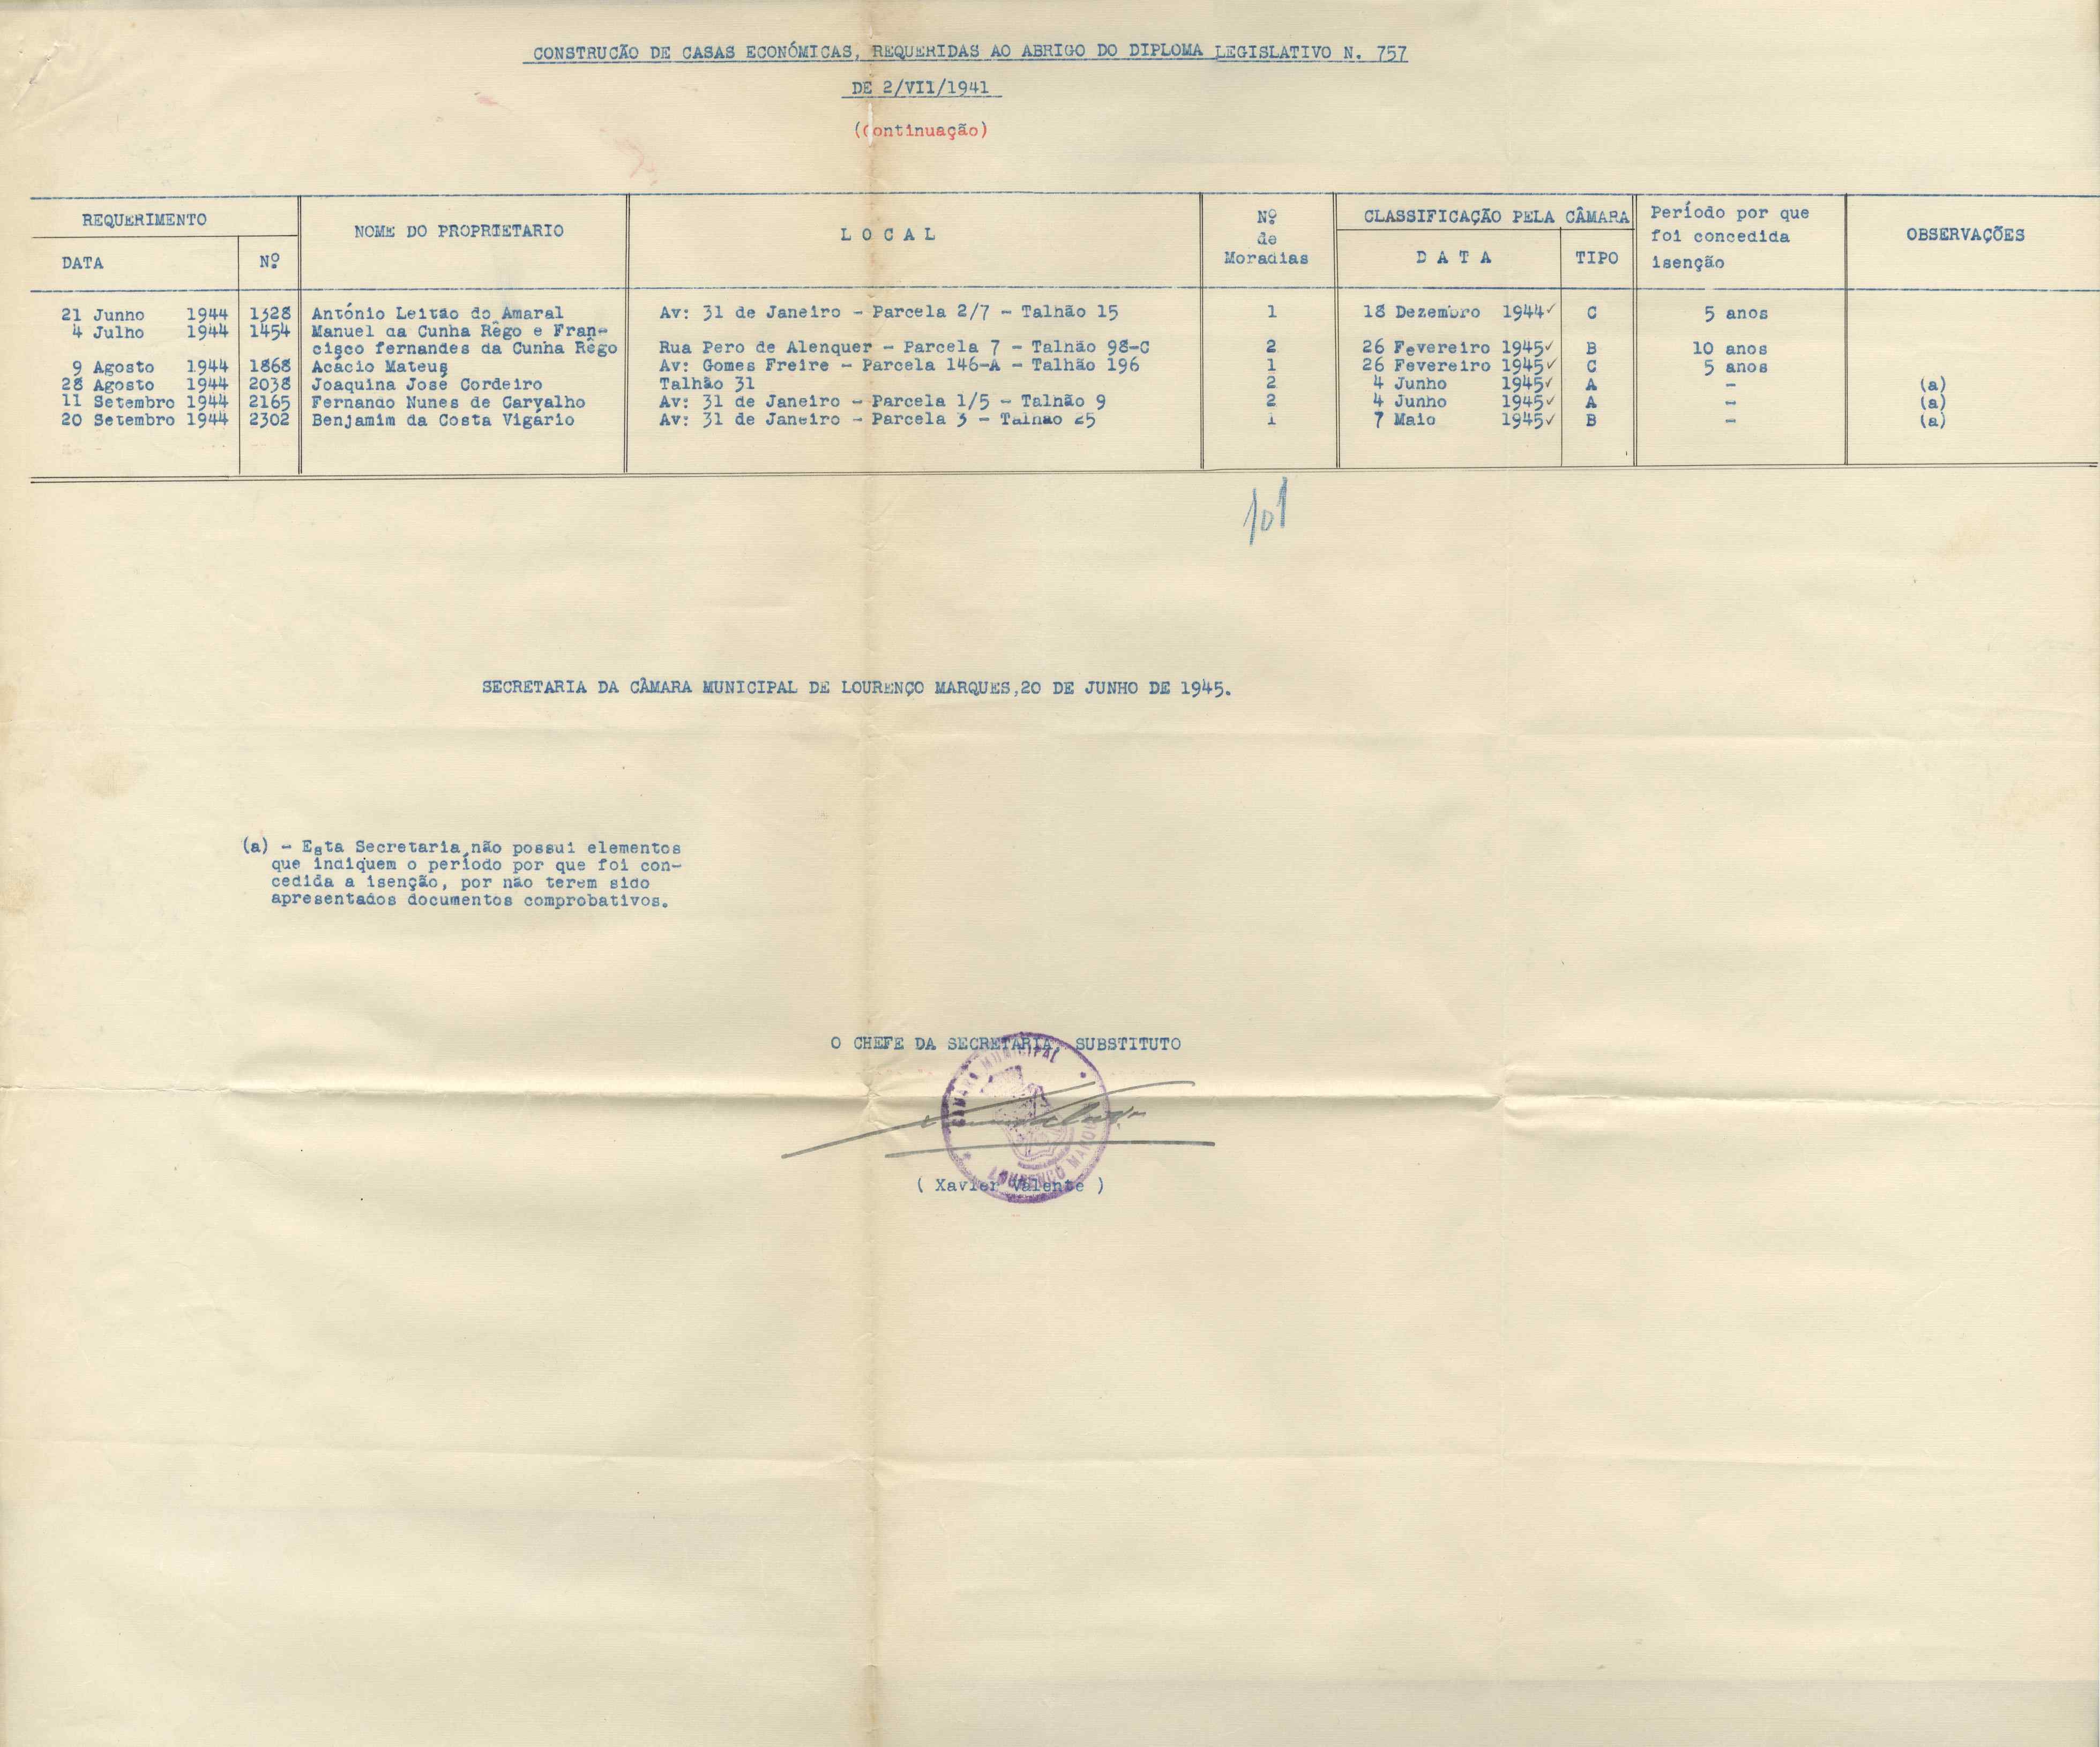 CONSTRUCÃO DE CASAS ECONÓMICAS, REQUERIDAS AO ABRIGO DO DIPLOMA LEGISLATIVO N. 757
DE 2/VII/1941
(Continuação)
REQUERIMENTO
DATA Nº
NOME DO PROPRIETARIO
L O C A L
Nº
de
Moradias
CLASSIFICAÇÃO PELA CÂMARA
D A T A TIPO
Período por que
foi concedida
isenção
OBSERVAÇÕES
21 Junho 1944 1328 António Leitão do Amaral Av: 31 de Janeiro - Parcela 2/7 - Talhão 15 1 18 Dezembro 1944✓ C 5 anos
4 Julho 1944 1454 Manuel da Cunha Rêgo e Fran-
cisco fernandes da Cunha Rêgo Rua Pero de Alenquer - Parcela 7 - Talhão 98-C 2 26 Fevereiro 1945✓ B 10 anos
9 Agosto 1944 1868 Acacio Mateus Av: Gomes Freire - Parcela 146-A - Talhão 196 1 26 Fevereiro 1945✓ C 5 anos
28 Agosto 1944 2038 Joaquina José Cordeiro Talhão 31 2 4 Junho 1945✓ A - (a)
11 Setembro 1944 2165 Fernando Nunes de Carvalho Av: 31 de Janeiro - Parcela 1/5 - Talhão 9 2 4 Junho 1945✓ A - (a)
20 Setembro 1944 2302 Benjamim da Costa Vigário Av: 31 de Janeiro - Parcela 3 - Talhão 25 1 7 Maio 1945✓ B - (a)
101
SECRETARIA DA CÂMARA MUNICIPAL DE LOURENÇO MARQUES,20 DE JUNHO DE 1945.
(a) - Esta Secretaria não possui elementos
que indiquem o período por que foi con-
cedida a isenção, por não terem sido
apresentados documentos comprobativos.
O CHEFE DA SECRETARIA, SUBSTITUTO
CAMARA MUNICIPAL
LOURENÇO MARQUES
( Xavier Valente )